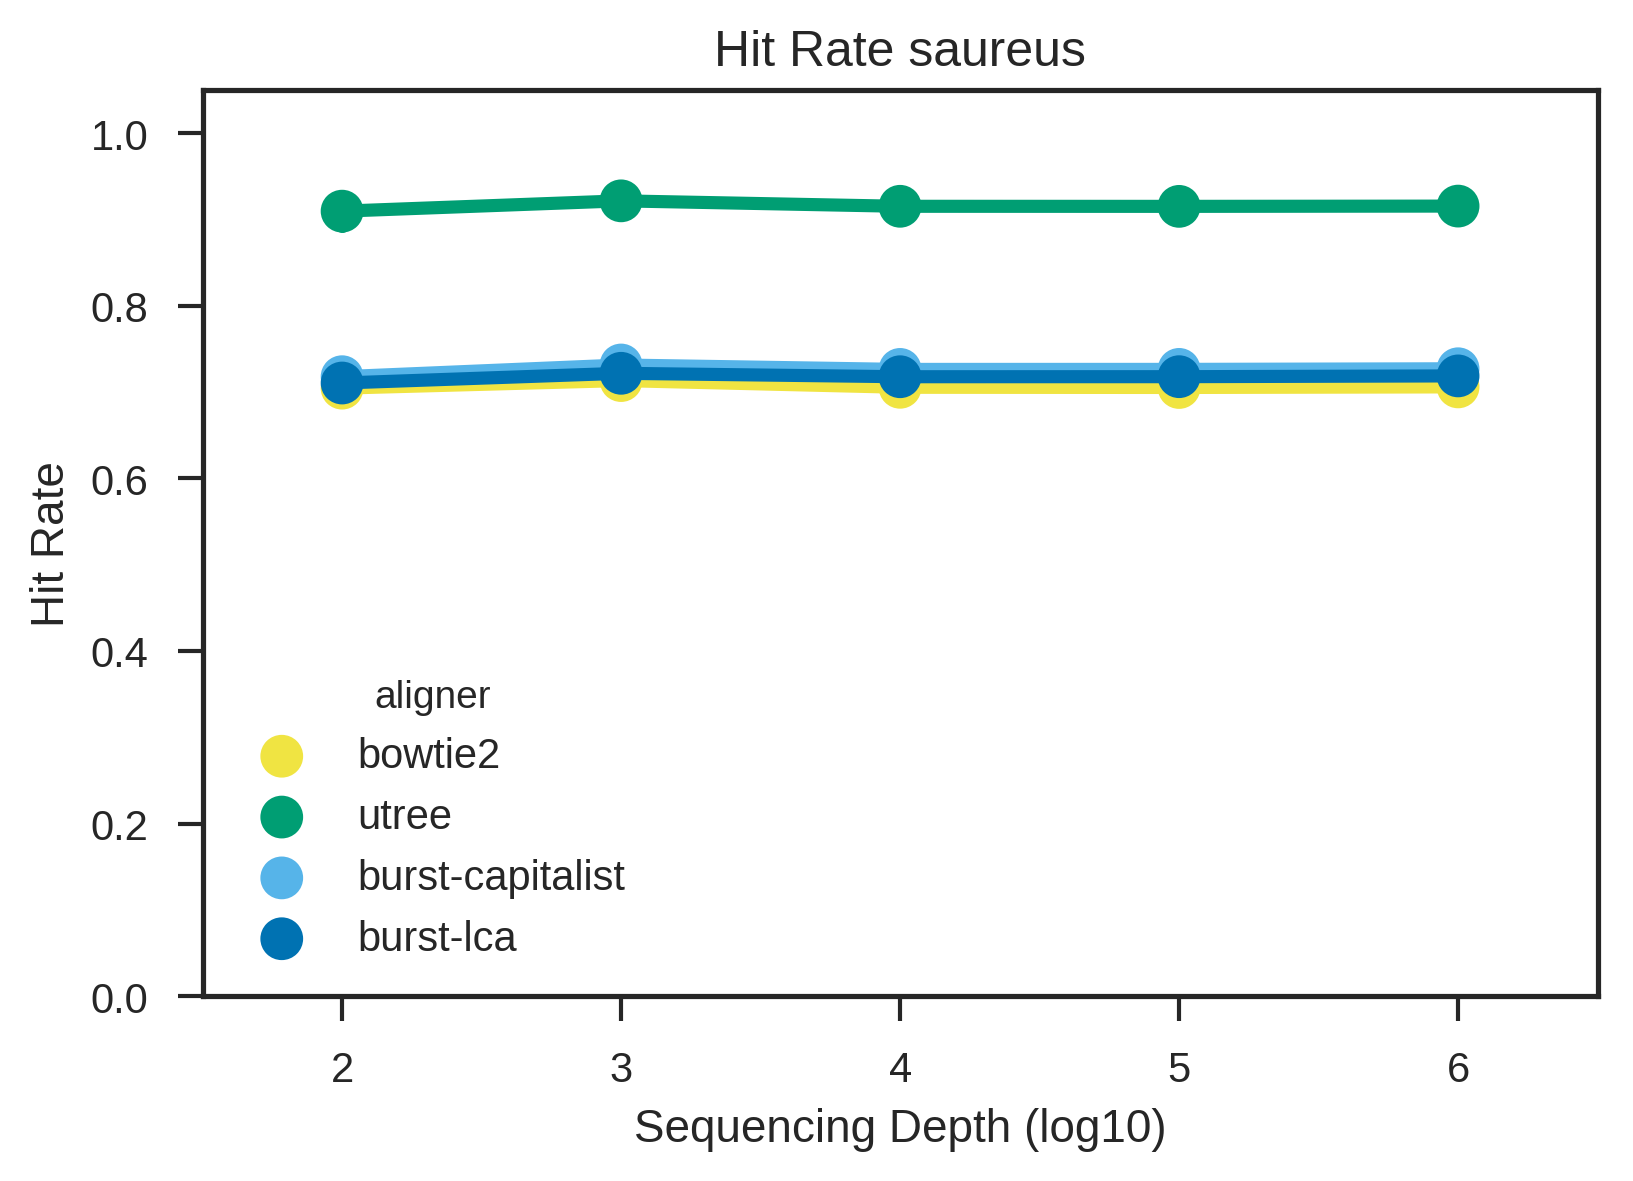 Hit Rate saureus
1.0
0.8
0.6
0.4
0.2
0.0
Hit Rate
aligner
bowtie2
utree
burst-capitalist
burst-lca
2 3 4 5 6
Sequencing Depth (log10)